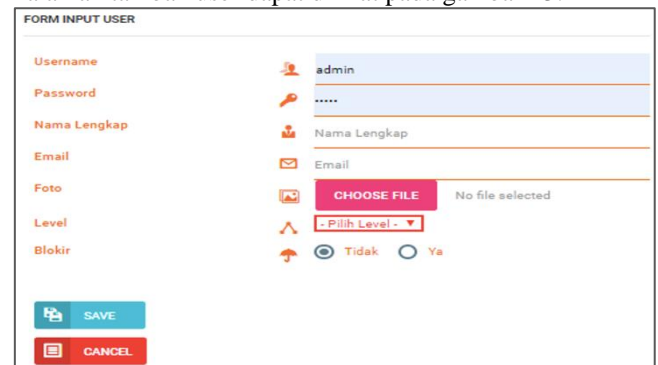 FORM INPUT USER
Username admin
Password •••••
Nama Lengkap Nama Lengkap
Email Email
Foto CHOOSE FILE No file selected
Level - Pilih Level - ▼
Blokir Tidak Ya
SAVE
CANCEL